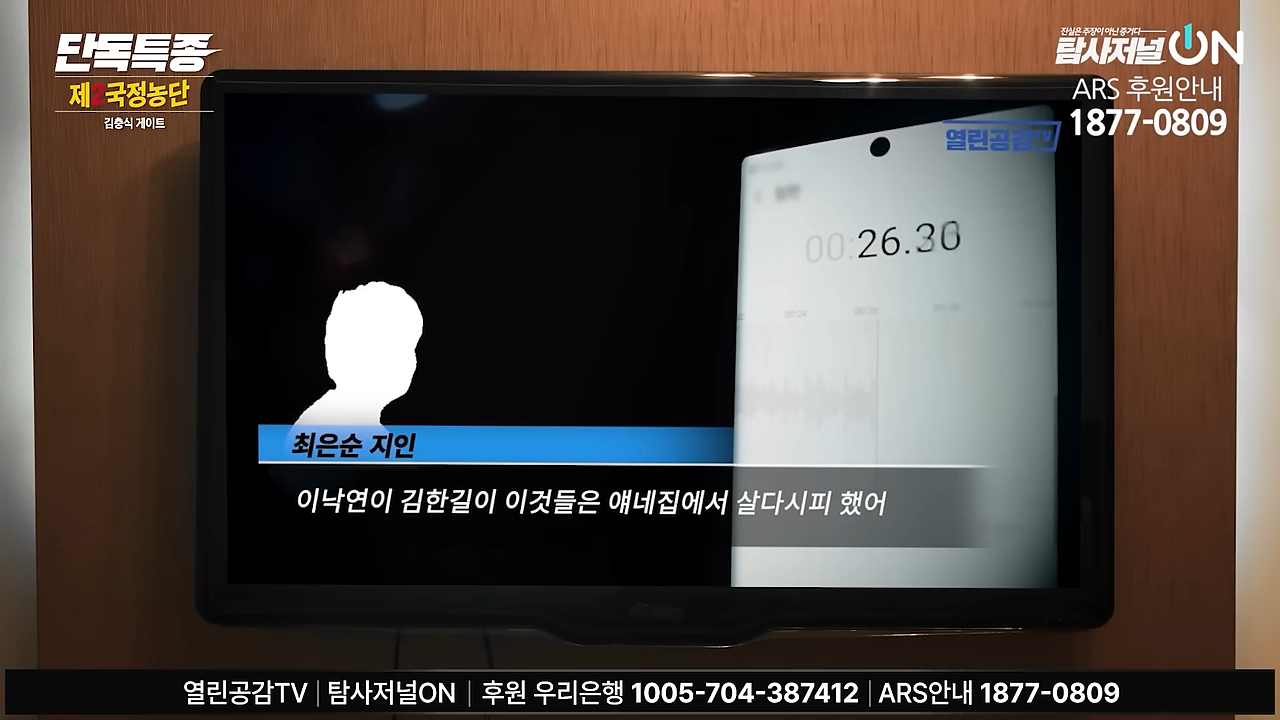 단독특종
제2국정농단
김충식 게이트
진실은 주장이 아닌 증거다
탐사저널ON
ARS 후원안내
1877-0809
열린공감TV
00:26.30
00:24
최은순 지인
이낙연이 김한길이 이것들은 얘네집에서 살다시피 했어
열린공감TV | 탐사저널ON | 후원 우리은행 1005-704-387412 | ARS안내 1877-0809